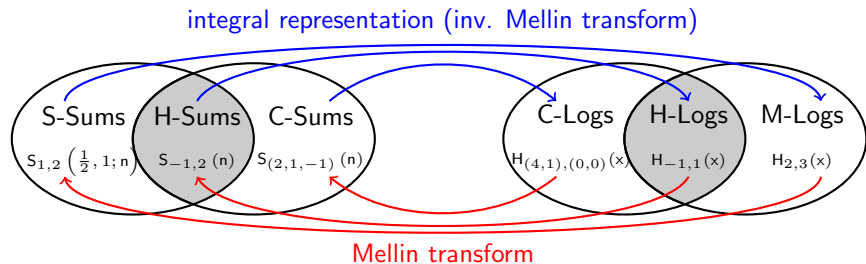 integral representation (inv. Mellin transform)
S-Sums H-Sums C-Sums C-Logs H-Logs M-Logs
S₁,₂ (½, 1; n) S₋₁,₂ (n) S₍₂,₁,₋₁₎ (n) H₍₄,₁₎,₍₀,₀₎(x) H₋₁,₁(x) H₂,₃(x)
Mellin transform